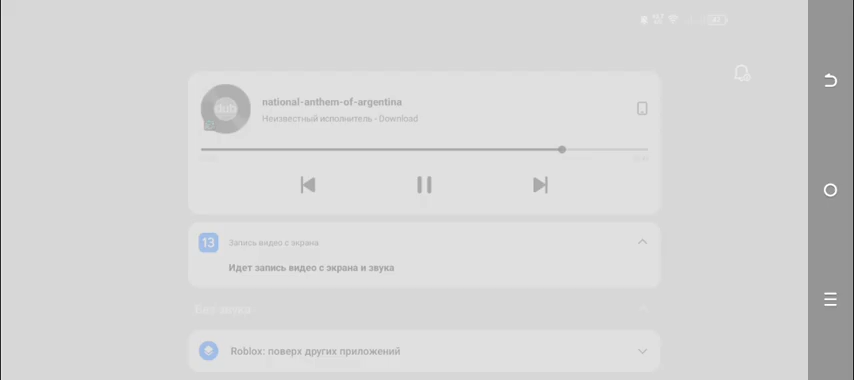 national-anthem-of-argentina
Неизвестный исполнитель • Download
13
Запись видео с экрана
Идет запись видео с экрана и звука
Без звука
Roblox: поверх других приложений